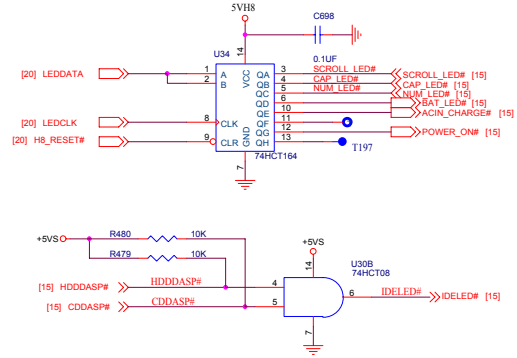 5VH8
C698
14
U34
0.1UF
[20] LEDDATA
1 A VCC QA 3 SCROLL_LED# SCROLL_LED# [15]
2 B QB 4 CAP_LED# CAP_LED# [15]
QC 5 NUM_LED# NUM_LED# [15]
QD 6 BAT_LED# [15]
QE 10 ACIN_CHARGE# [15]
[20] LEDCLK 8 CLK QF 11
QG 12 POWER_ON# [15]
[20] H8_RESET# 9 CLR GND QH 13 T197
74HCT164
7
+5VS R480 10K
R479 10K
+5VS
U30B
74HCT08
14
[15] HDDDASP# HDDDASP# 4
6 IDELED# IDELED# [15]
[15] CDDASP# CDDASP# 5
7